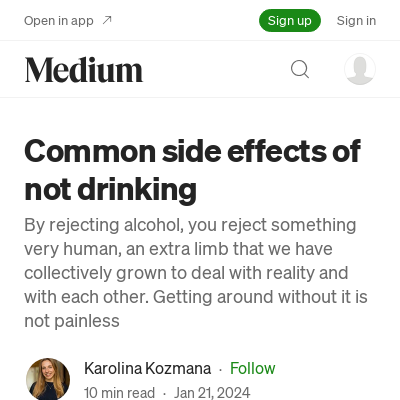 Open in app
Sign up
Sign in
Medium
Common side effects of
not drinking
By rejecting alcohol, you reject something
very human, an extra limb that we have
collectively grown to deal with reality and
with each other. Getting around without it is
not painless
Karolina Kozmana · Follow
10 min read · Jan 21, 2024